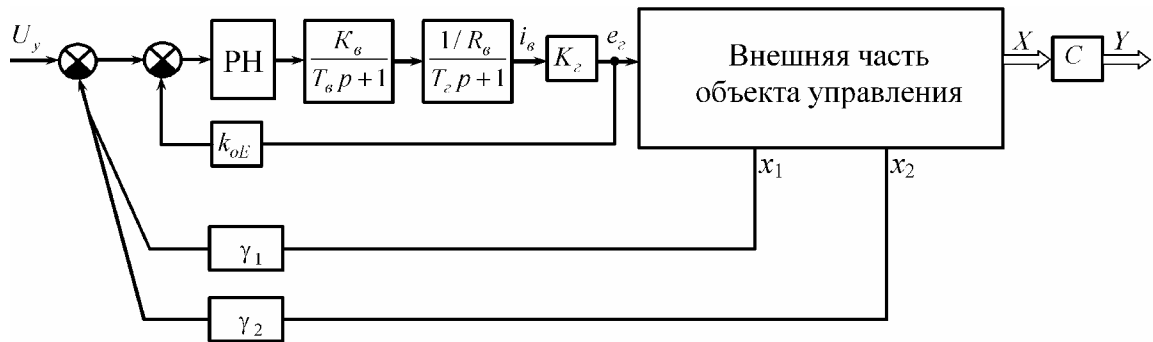 U_y
РН
K_в / T_в p + 1
1 / R_в / T_г p + 1
i_в
K_г
e_г
Внешняя часть
объекта управления
X
C
Y
k_oE
x_1
x_2
γ_1
γ_2